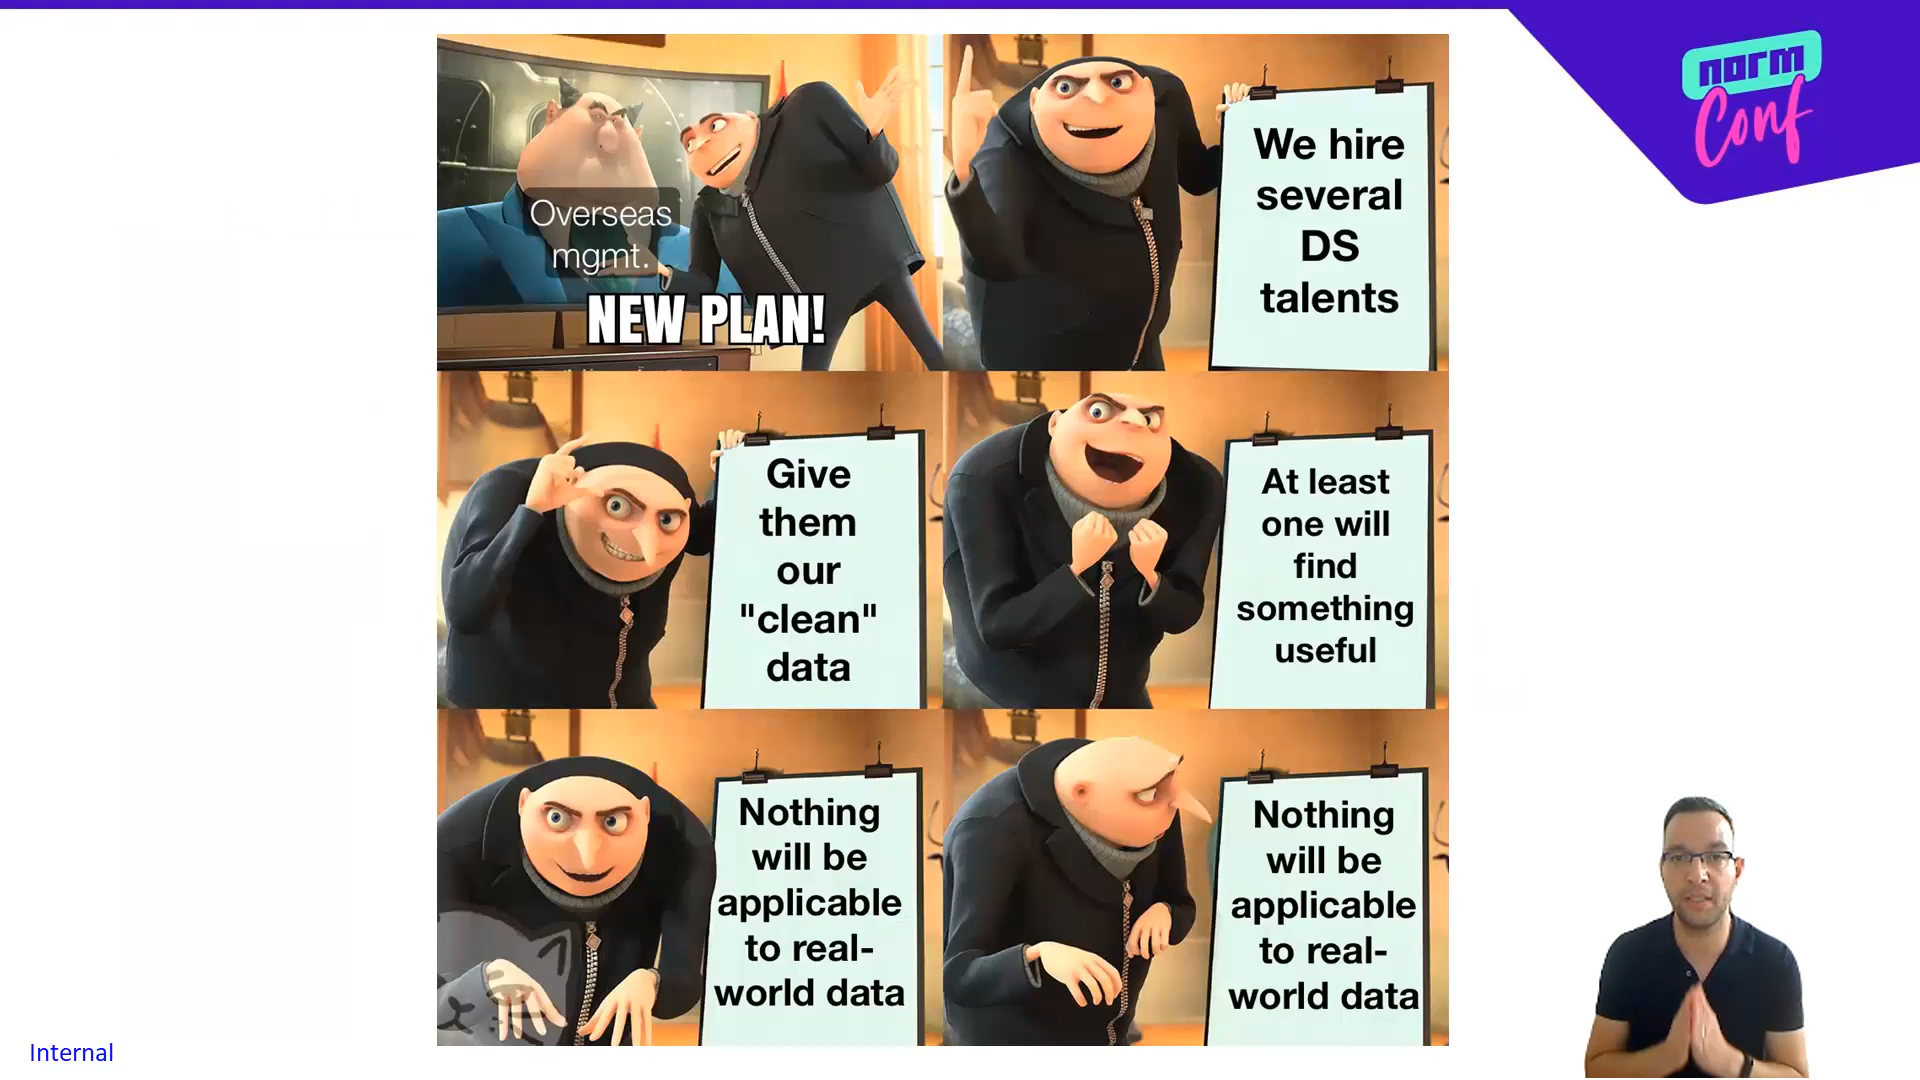 norm
Conf
Overseas
mgmt.
NEW PLAN!
We hire
several
DS
talents
Give
them
our
"clean"
data
At least
one will
find
something
useful
Nothing
will be
applicable
to real-
world data
Nothing
will be
applicable
to real-
world data
Internal